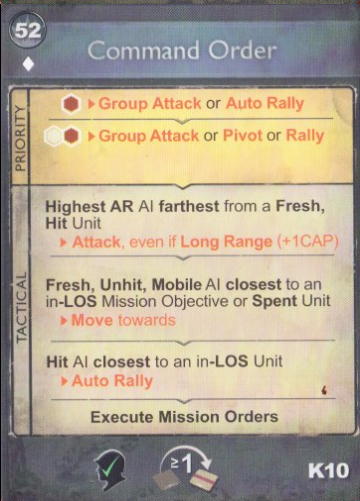 52
Command Order
PRIORITY
▸Group Attack or Auto Rally
▸Group Attack or Pivot or Rally
TACTICAL
Highest AR AI farthest from a Fresh,
Hit Unit
▸Attack, even if Long Range (+1CAP)
Fresh, Unhit, Mobile AI closest to an
in-LOS Mission Objective or Spent Unit
▸Move towards
Hit AI closest to an in-LOS Unit
▸Auto Rally
Execute Mission Orders
≥1
K10